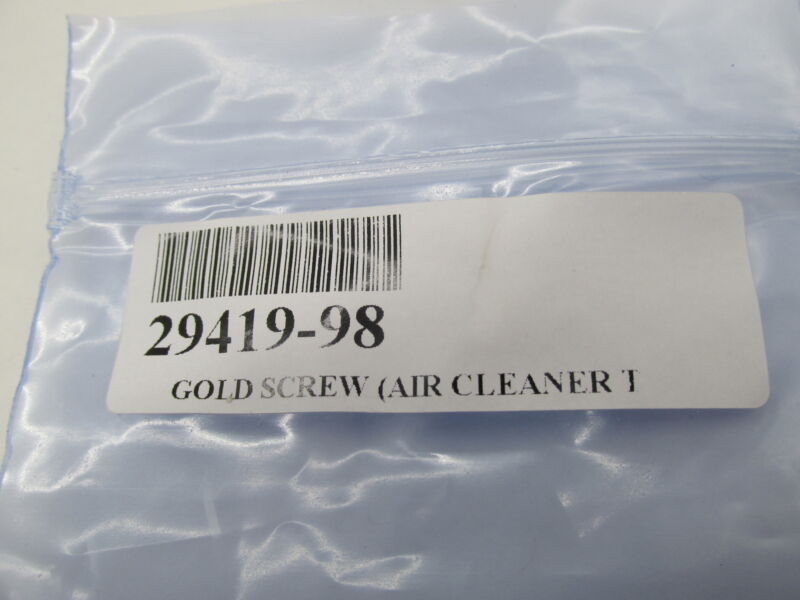 29419-98
GOLD SCREW (AIR CLEANER T